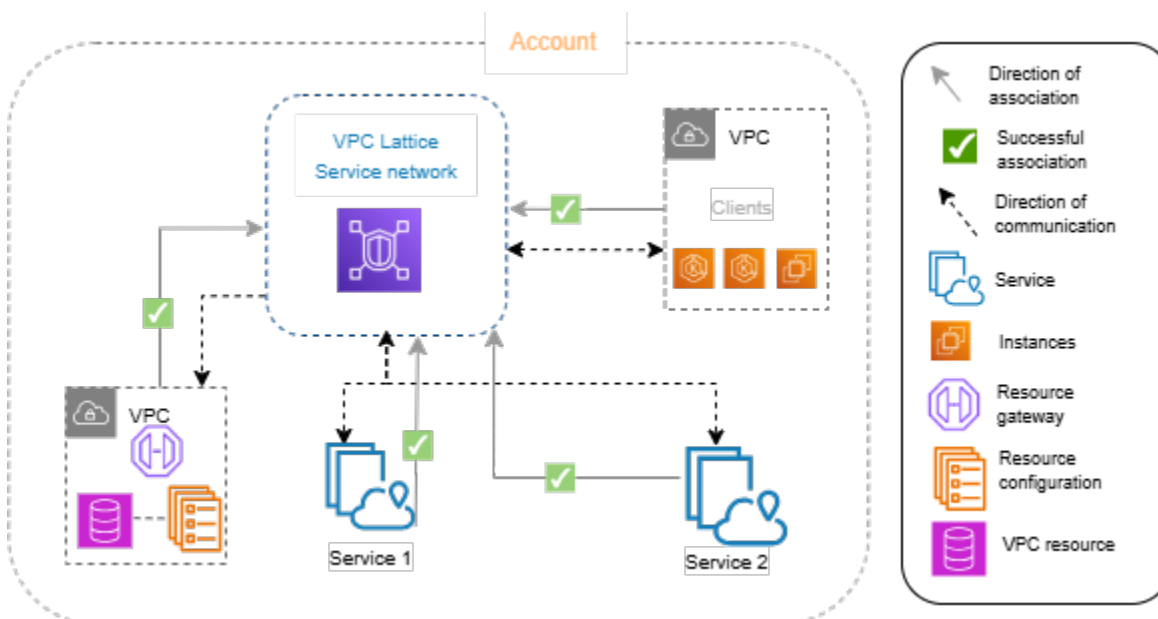 Account
VPC Lattice
Service network
VPC
Clients
VPC
Service 1
Service 2
Direction of
association
Successful
association
Direction of
communication
Service
Instances
Resource
gateway
Resource
configuration
VPC resource